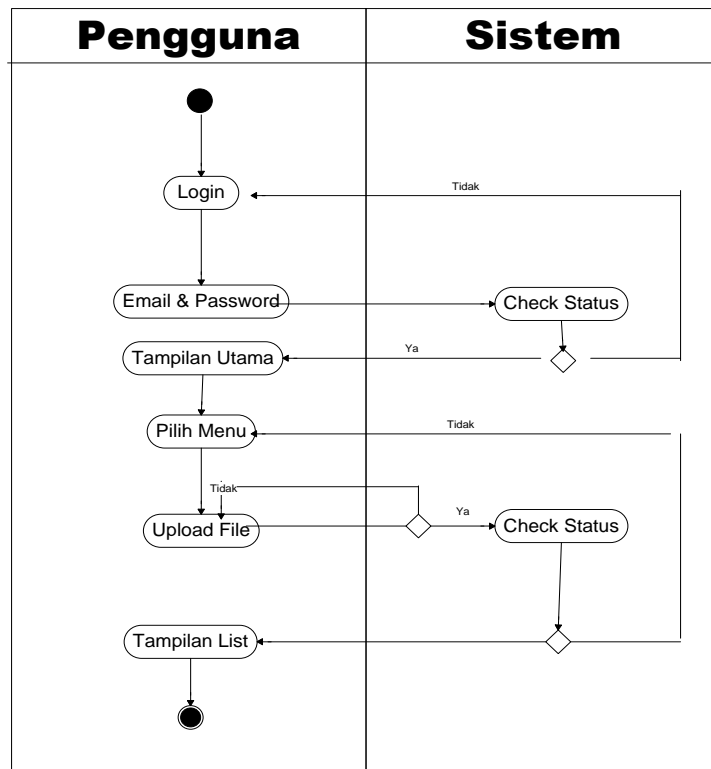 Pengguna
Sistem
Login
Tidak
Email & Password
Check Status
Tampilan Utama
Ya
Pilih Menu
Tidak
Tidak
Upload File
Ya
Check Status
Tampilan List